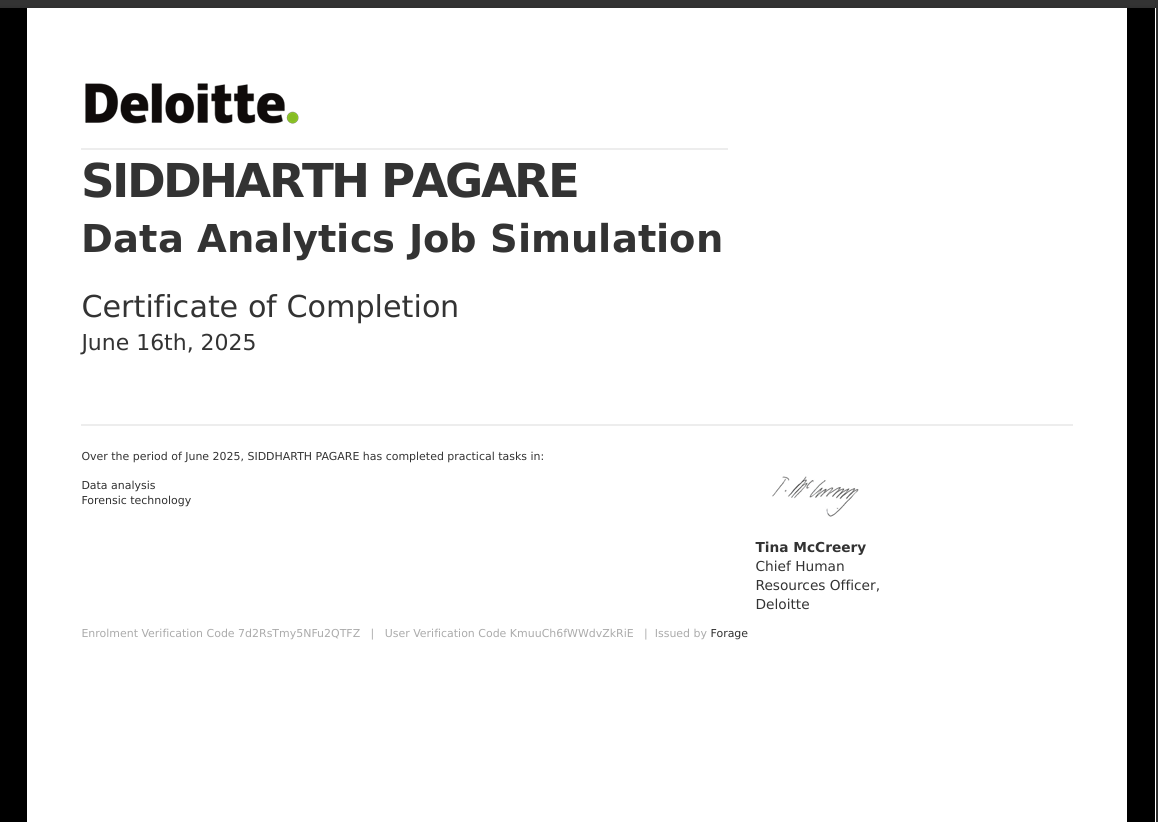 Deloitte.
SIDDHARTH PAGARE
Data Analytics Job Simulation
Certificate of Completion
June 16th, 2025
Over the period of June 2025, SIDDHARTH PAGARE has completed practical tasks in:
Data analysis
Forensic technology
T. McCreery
Tina McCreery
Chief Human
Resources Officer,
Deloitte
Enrolment Verification Code 7d2RsTmy5NFu2QTFZ | User Verification Code KmuuCh6fWWdvZkRiE | Issued by Forage